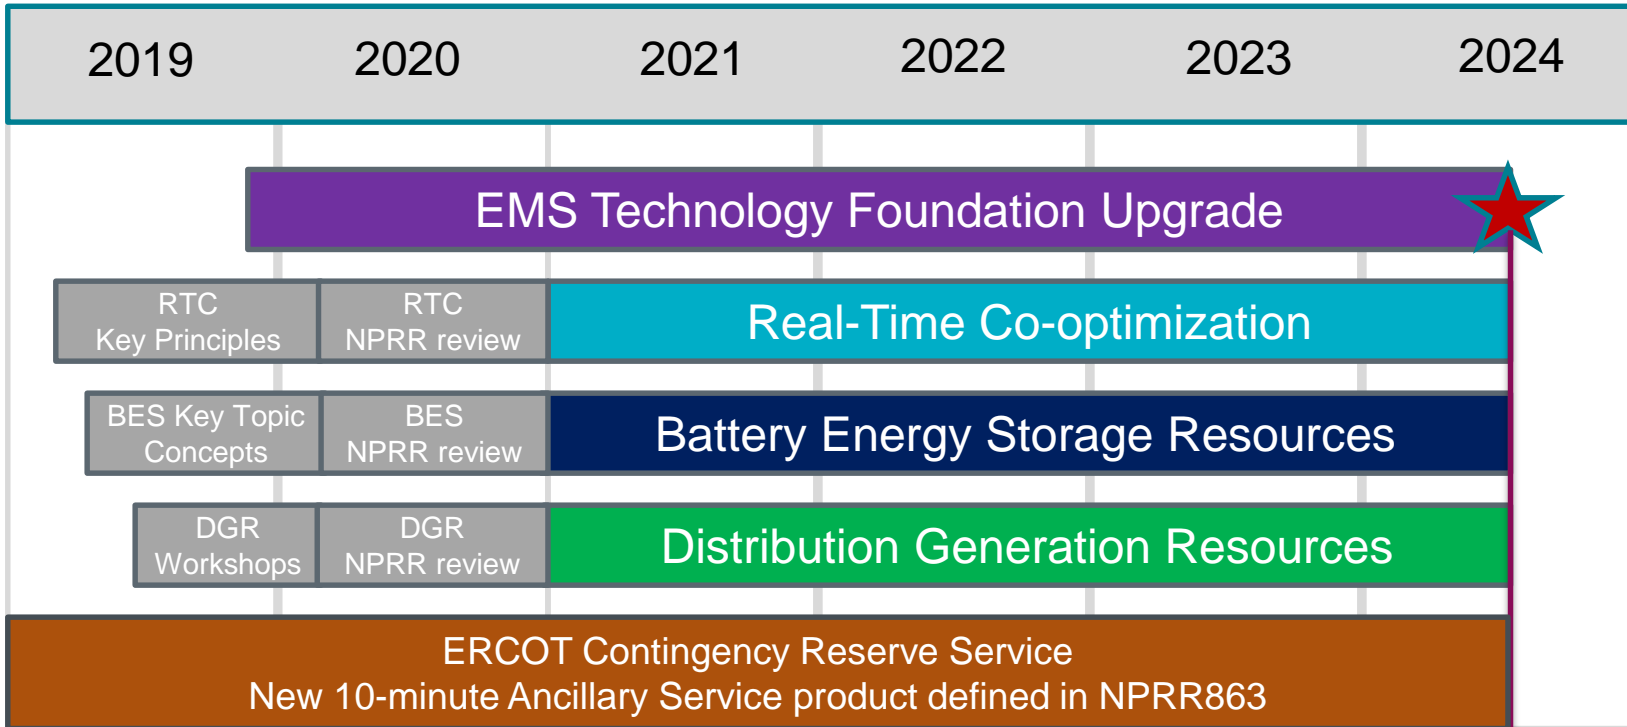 2019 2020 2021 2022 2023 2024
EMS Technology Foundation Upgrade
RTC
Key Principles
RTC
NPRR review
Real-Time Co-optimization
BES Key Topic
Concepts
BES
NPRR review
Battery Energy Storage Resources
DGR
Workshops
DGR
NPRR review
Distribution Generation Resources
ERCOT Contingency Reserve Service
New 10-minute Ancillary Service product defined in NPRR863